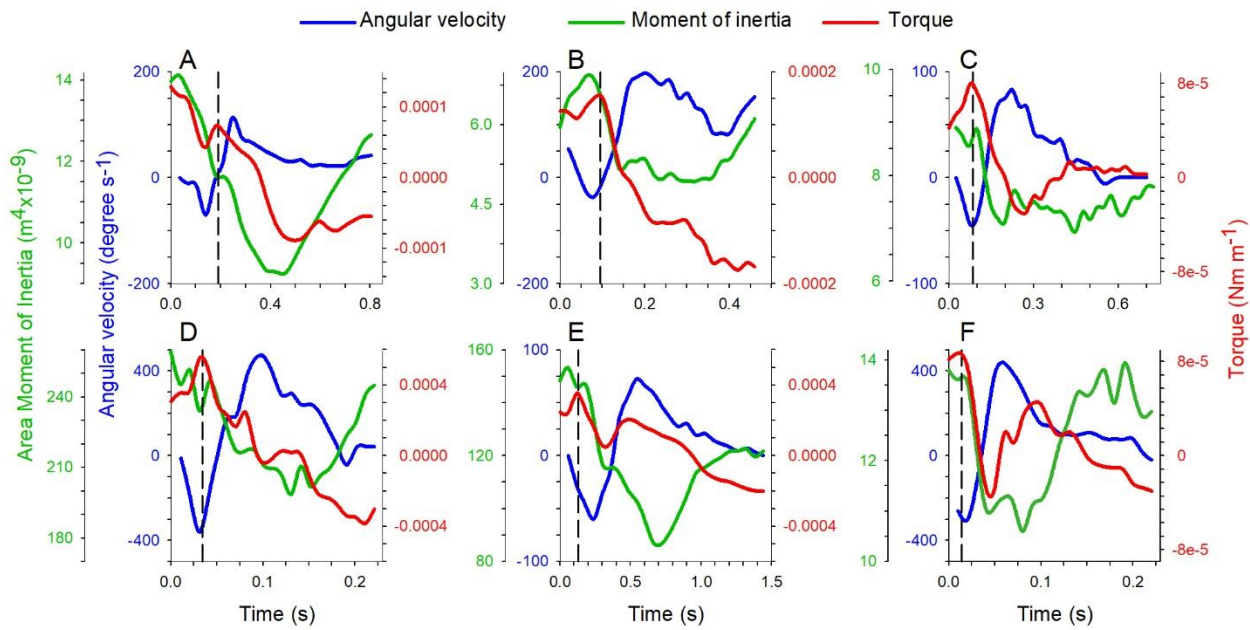 Angular velocity Moment of inertia Torque
A B C
14 200 0.0001 200 6.0 0.0002 10 100 8e-5
12 0 0.0000 0 4.5 0.0000 8 0 0
10 -0.0001
-200 -200 3.0 -0.0002 6 -100 -8e-5
0.0 0.4 0.8 0.0 0.2 0.4 0.0 0.3 0.6
Area Moment of Inertia (m4x10-9)
Angular velocity (degree s-1)
Torque (Nm m-1)
D E F
240 400 0.0004 160 100 0.0004 14 400 8e-5
210 0 0.0000 120 0 0.0000 12 0 0
180 -400 -0.0004 80 -100 -0.0004 10 -400 -8e-5
0.0 0.1 0.2 0.0 0.5 1.0 1.5 0.0 0.1 0.2
Time (s) Time (s) Time (s)